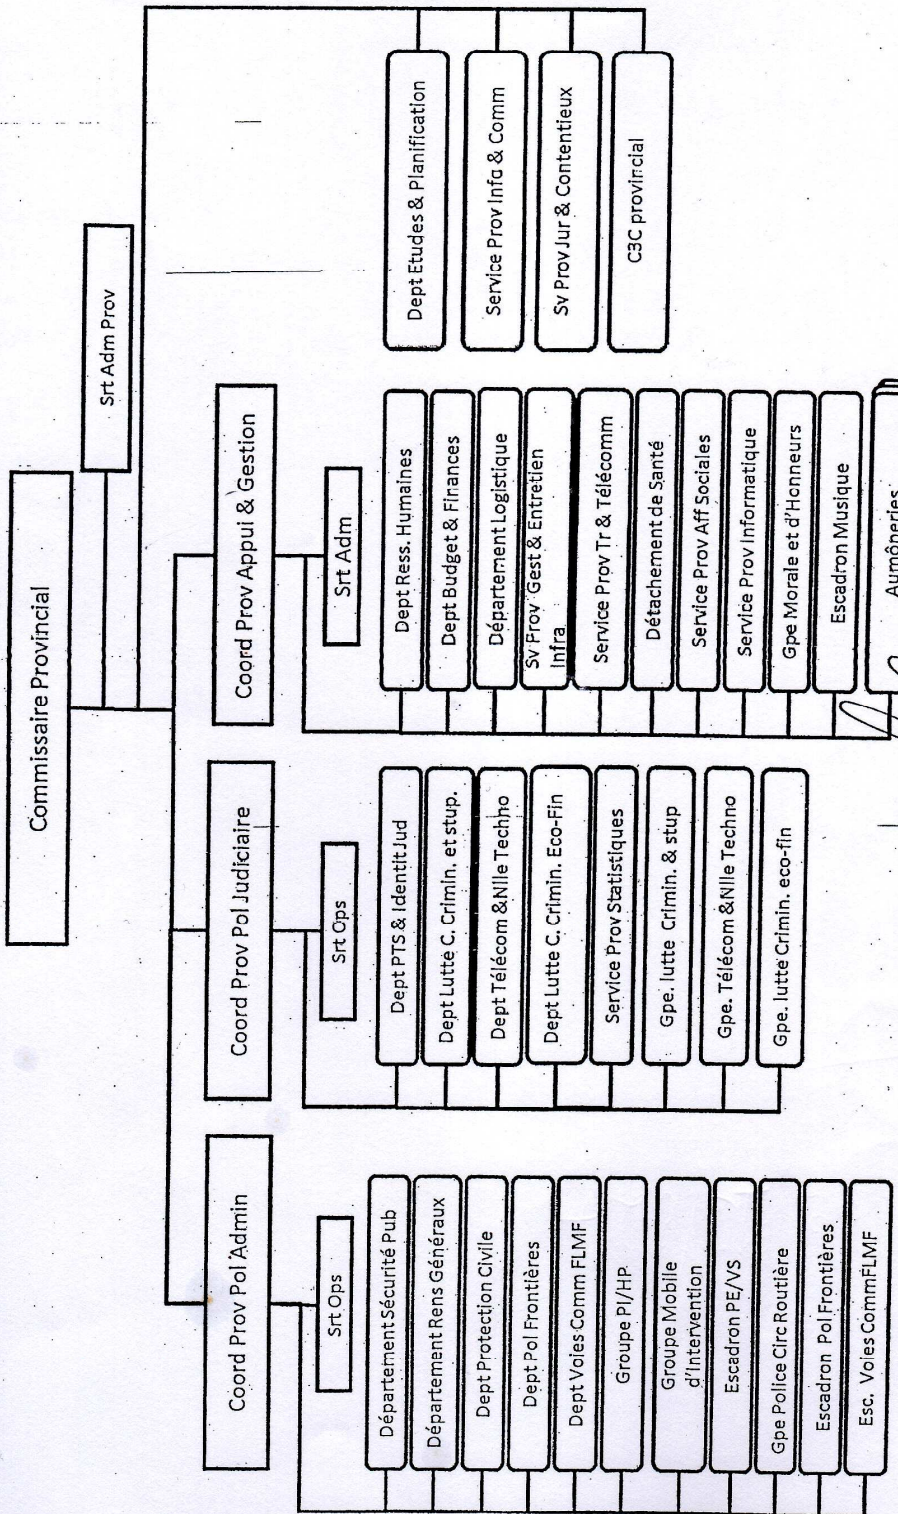 Commissaire Provincial
Srt Adm Prov
Coord Prov Pol Admin
Srt Ops
Département Sécurité Pub
Département Rens Généraux
Dept Protection Civile
Dept Pol Frontières
Dept Voies Comm FLMF
Groupe PI/HP
Groupe Mobile
d'Intervention
Escadron PE/VS
Gpe Police Circ Routière
Escadron Pol Frontières
Esc. Voies CommFLMF
Coord Prov Pol Judiciaire
Srt Ops
Dept PTS & Identit Jud
Dept Lutte C. Crimin. et stup.
Dept Télécom &Nlle Techno
Dept Lutte C. Crimin. Eco-Fin
Service Prov Statistiques
Gpe. lutte Crimin. & stup
Gpe. Télécom &Nlle Techno
Gpe. lutte Crimin. eco-fin
Coord Prov Appui & Gestion
Srt Adm
Dept Ress. Humaines
Dept Budget & Finances
Département Logistique
Sv Prov Gest & Entretien
Infra
Service Prov Tr & Télécomm
Détachement de Santé
Service Prov Aff Sociales
Service Prov Informatique
Gpe Morale et d'Honneurs
Escadron Musique
Aumôneries
Dept Etudes & Planification
Service Prov Info & Comm
Sv Prov Jur & Contentieux
C3C provincial